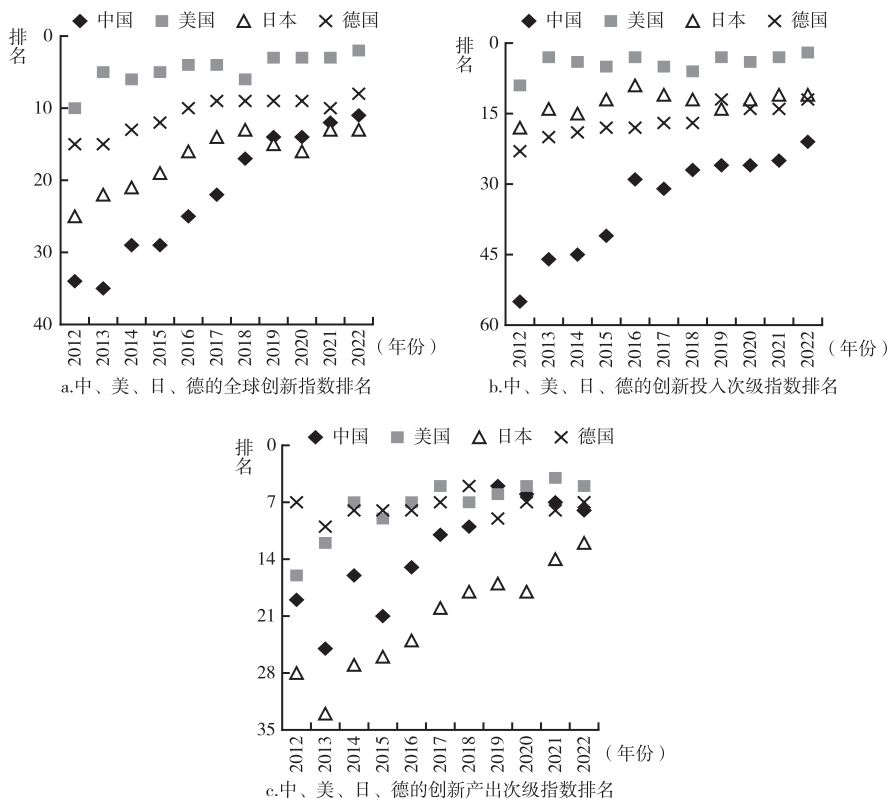 中国 美国 日本 德国
排名
0
10
20
30
40
2012 2013 2014 2015 2016 2017 2018 2019 2020 2021 2022
(年份)
a.中、美、日、德的全球创新指数排名
中国 美国 日本 德国
排名
0
15
30
45
60
2012 2013 2014 2015 2016 2017 2018 2019 2020 2021 2022
(年份)
b.中、美、日、德的创新投入次级指数排名
中国 美国 日本 德国
排名
0
7
14
21
28
35
2012 2013 2014 2015 2016 2017 2018 2019 2020 2021 2022
(年份)
c.中、美、日、德的创新产出次级指数排名